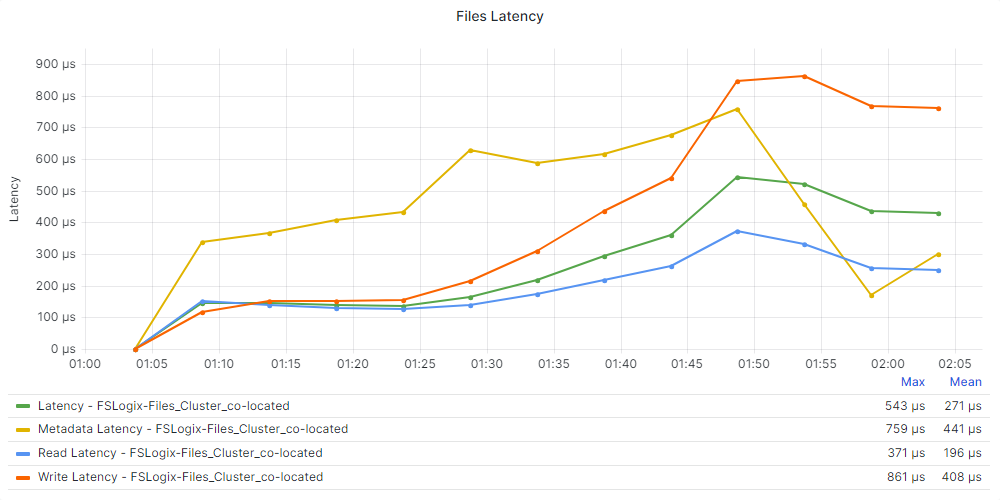 Files Latency
Latency
900 µs
800 µs
700 µs
600 µs
500 µs
400 µs
300 µs
200 µs
100 µs
0 µs
01:00 01:05 01:10 01:15 01:20 01:25 01:30 01:35 01:40 01:45 01:50 01:55 02:00 02:05
Max Mean
Latency - FSLogix-Files_Cluster_co-located 543 µs 271 µs
Metadata Latency - FSLogix-Files_Cluster_co-located 759 µs 441 µs
Read Latency - FSLogix-Files_Cluster_co-located 371 µs 196 µs
Write Latency - FSLogix-Files_Cluster_co-located 861 µs 408 µs